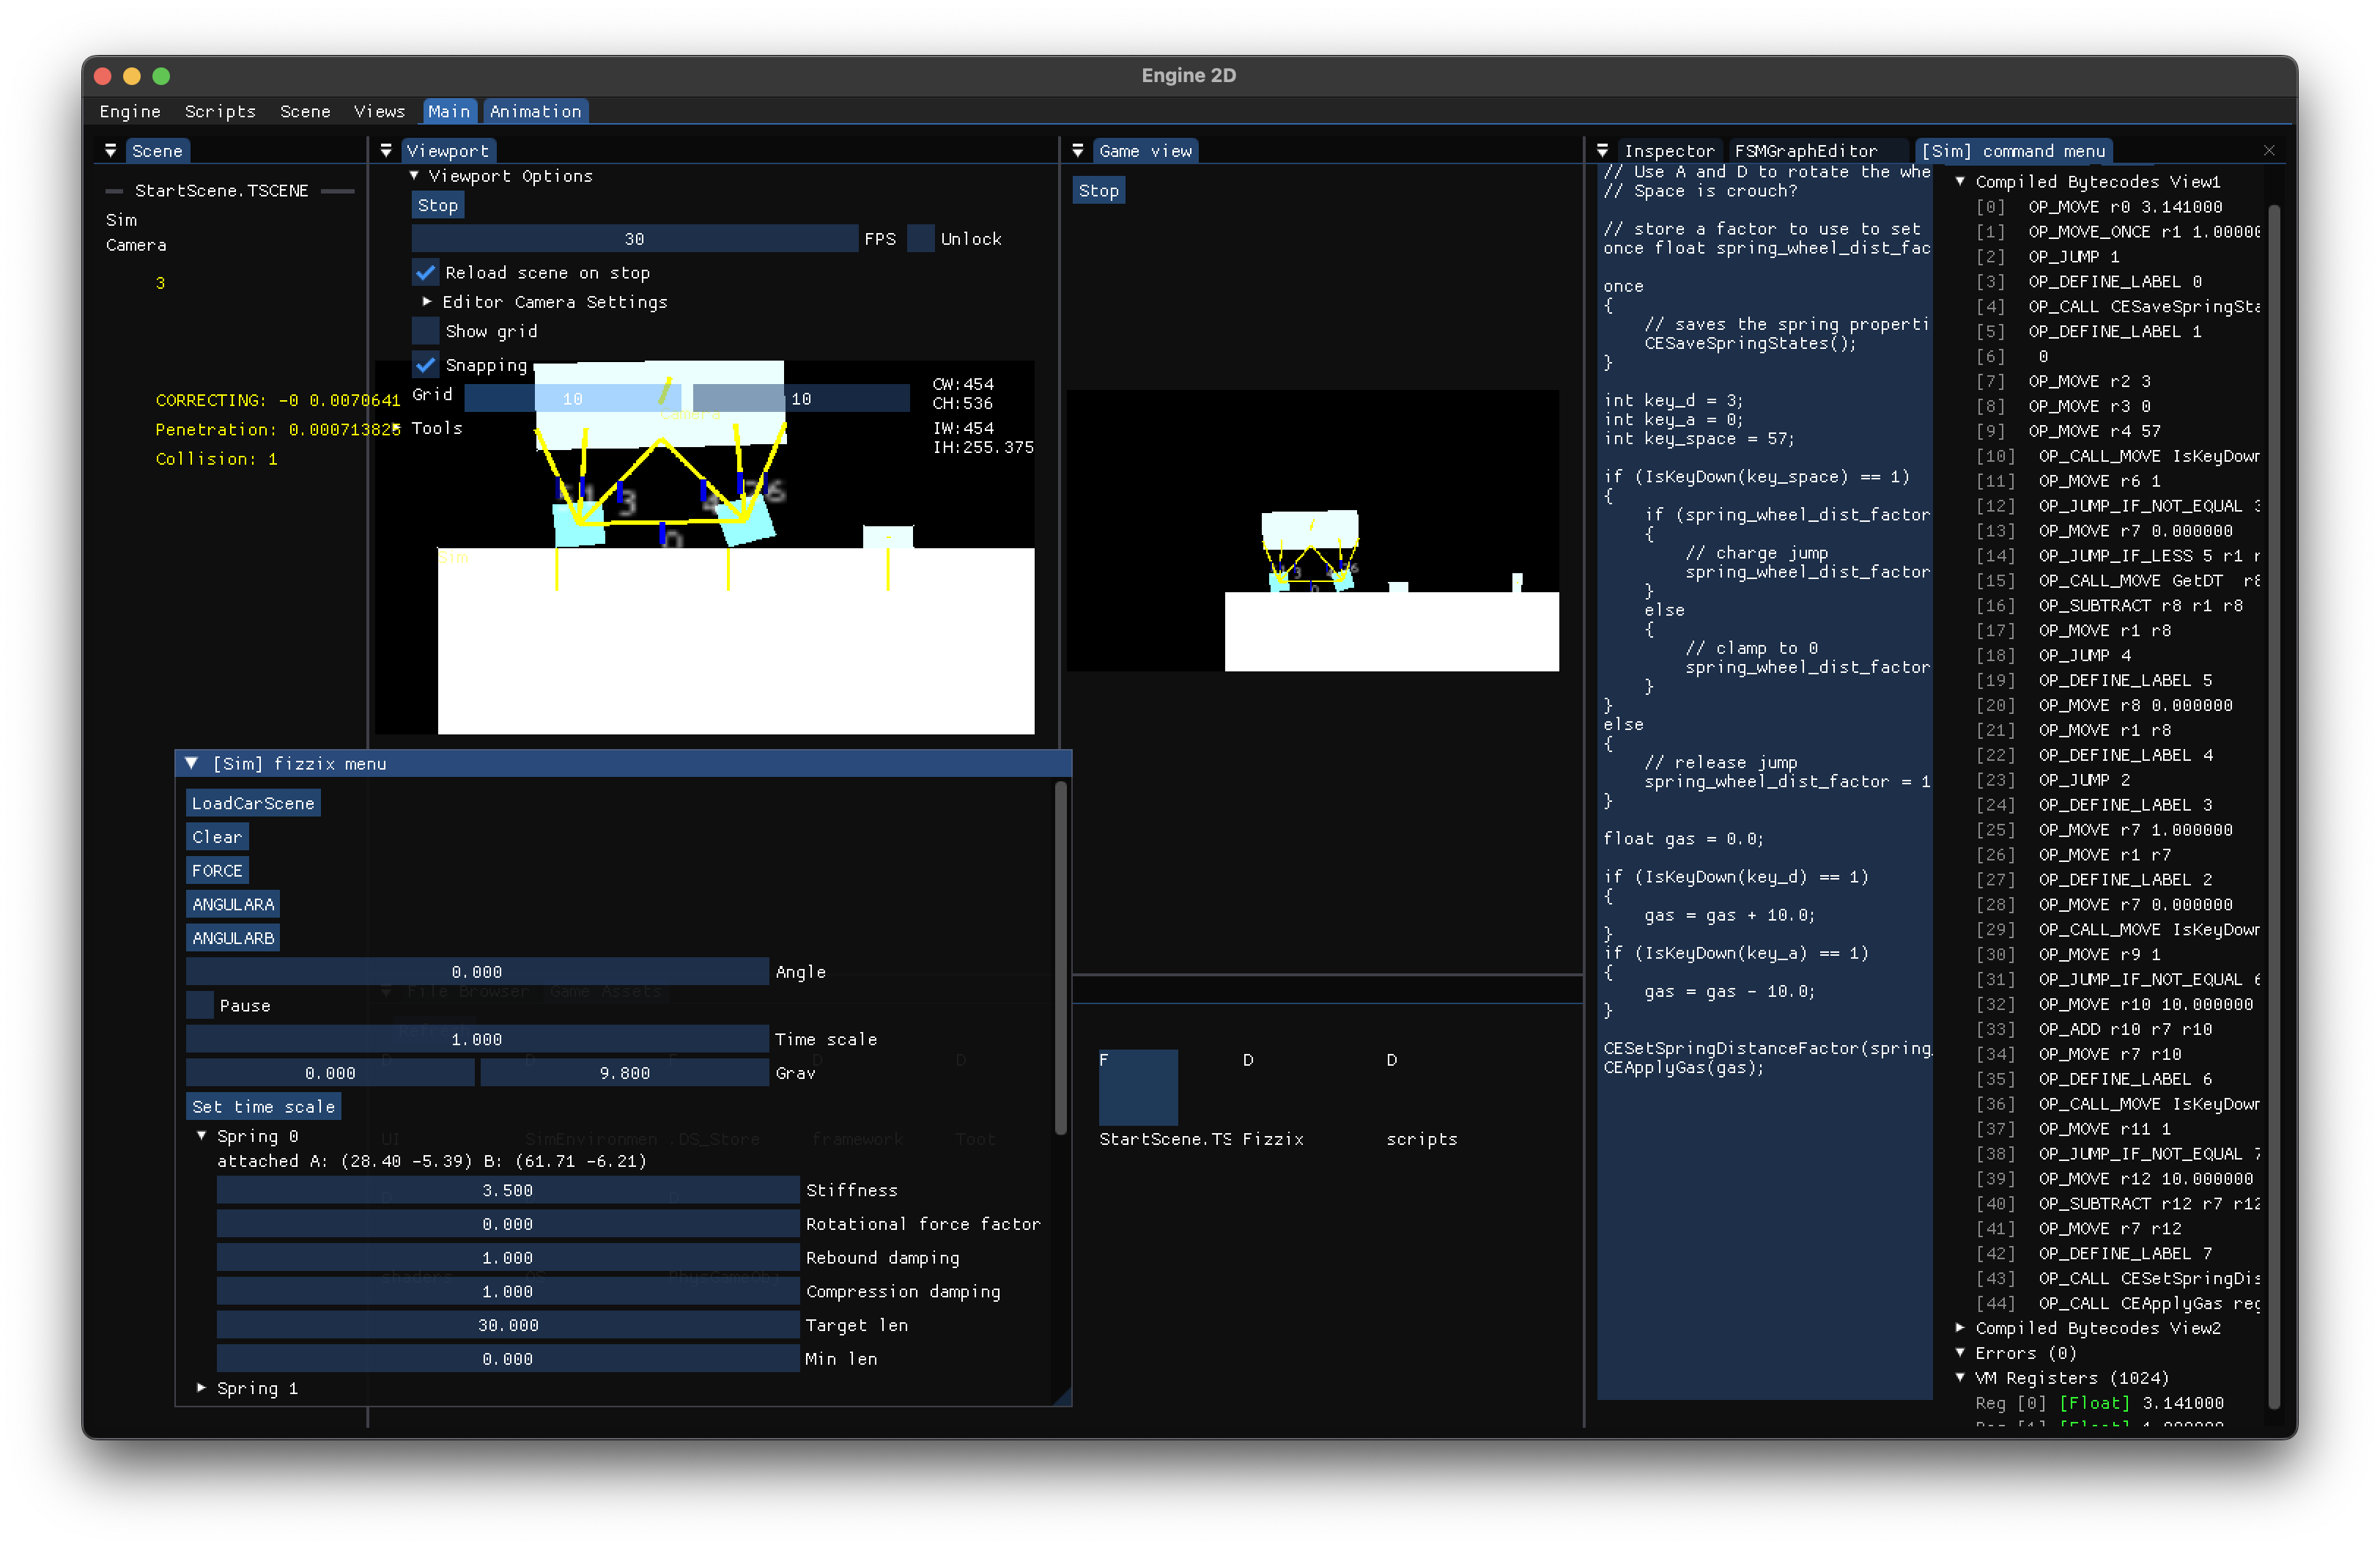 Engine 2D
Engine Scripts Scene Views Main Animation
Scene
StartScene.TSCENE
Sim
Camera
3
CORRECTING: -0 0.0070641
Penetration: 0.00071382
Collision: 1
Viewport
Viewport Options
Stop
30 FPS Unlock
Reload scene on stop
Editor Camera Settings
Show grid
Snapping
Grid 10 10
Tools
CW:454
CH:536
IW:454
IH:255.375
Camera
3
6
Sim
Game view
Stop
[Sim] fizzix menu
LoadCarScene
Clear
FORCE
ANGULARA
ANGULARB
0.000 Angle
Pause
1.000 Time scale
0.000 9.800 Grav
Set time scale
Spring 0
attached A: (28.40 -5.39) B: (61.71 -6.21)
3.500 Stiffness
0.000 Rotational force factor
1.000 Rebound damping
1.000 Compression damping
30.000 Target len
0.000 Min len
Spring 1
File Browser Game Assets
D D D
UI SimEnvironmen .DS_Store framework Toot
shaders
F D D
StartScene.TS Fizzix scripts
Inspector FSMGraphEditor [Sim] command menu
// Use A and D to rotate the whe
// Space is crouch?
// store a factor to use to set
once float spring_wheel_dist_fac
once
{
// saves the spring properti
CESaveSpringStates();
}
int key_d = 3;
int key_a = 0;
int key_space = 57;
if (IsKeyDown(key_space) == 1)
{
if (spring_wheel_dist_factor
{
// charge jump
spring_wheel_dist_factor
}
else
{
// clamp to 0
spring_wheel_dist_factor
}
}
else
{
// release jump
spring_wheel_dist_factor = 1
}
float gas = 0.0;
if (IsKeyDown(key_d) == 1)
{
gas = gas + 10.0;
}
if (IsKeyDown(key_a) == 1)
{
gas = gas - 10.0;
}
CESetSpringDistanceFactor(spring_
CEApplyGas(gas);
Compiled Bytecodes View1
[0] OP_MOVE r0 3.141000
[1] OP_MOVE_ONCE r1 1.00000
[2] OP_JUMP 1
[3] OP_DEFINE_LABEL 0
[4] OP_CALL CESaveSpringSta
[5] OP_DEFINE_LABEL 1
[6] 0
[7] OP_MOVE r2 3
[8] OP_MOVE r3 0
[9] OP_MOVE r4 57
[10] OP_CALL_MOVE IsKeyDown
[11] OP_MOVE r6 1
[12] OP_JUMP_IF_NOT_EQUAL 3
[13] OP_MOVE r7 0.000000
[14] OP_JUMP_IF_LESS 5 r1 r
[15] OP_CALL_MOVE GetDT r8
[16] OP_SUBTRACT r8 r1 r8
[17] OP_MOVE r1 r8
[18] OP_JUMP 4
[19] OP_DEFINE_LABEL 5
[20] OP_MOVE r8 0.000000
[21] OP_MOVE r1 r8
[22] OP_DEFINE_LABEL 4
[23] OP_JUMP 2
[24] OP_DEFINE_LABEL 3
[25] OP_MOVE r7 1.000000
[26] OP_MOVE r1 r7
[27] OP_DEFINE_LABEL 2
[28] OP_MOVE r7 0.000000
[29] OP_CALL_MOVE IsKeyDown
[30] OP_MOVE r9 1
[31] OP_JUMP_IF_NOT_EQUAL 6
[32] OP_MOVE r10 10.000000
[33] OP_ADD r10 r7 r10
[34] OP_MOVE r7 r10
[35] OP_DEFINE_LABEL 6
[36] OP_CALL_MOVE IsKeyDown
[37] OP_MOVE r11 1
[38] OP_JUMP_IF_NOT_EQUAL 7
[39] OP_MOVE r12 10.000000
[40] OP_SUBTRACT r12 r7 r12
[41] OP_MOVE r7 r12
[42] OP_DEFINE_LABEL 7
[43] OP_CALL CESetSpringDis
[44] OP_CALL CEApplyGas reg
Compiled Bytecodes View2
Errors (0)
VM Registers (1024)
Reg [0] [Float] 3.141000